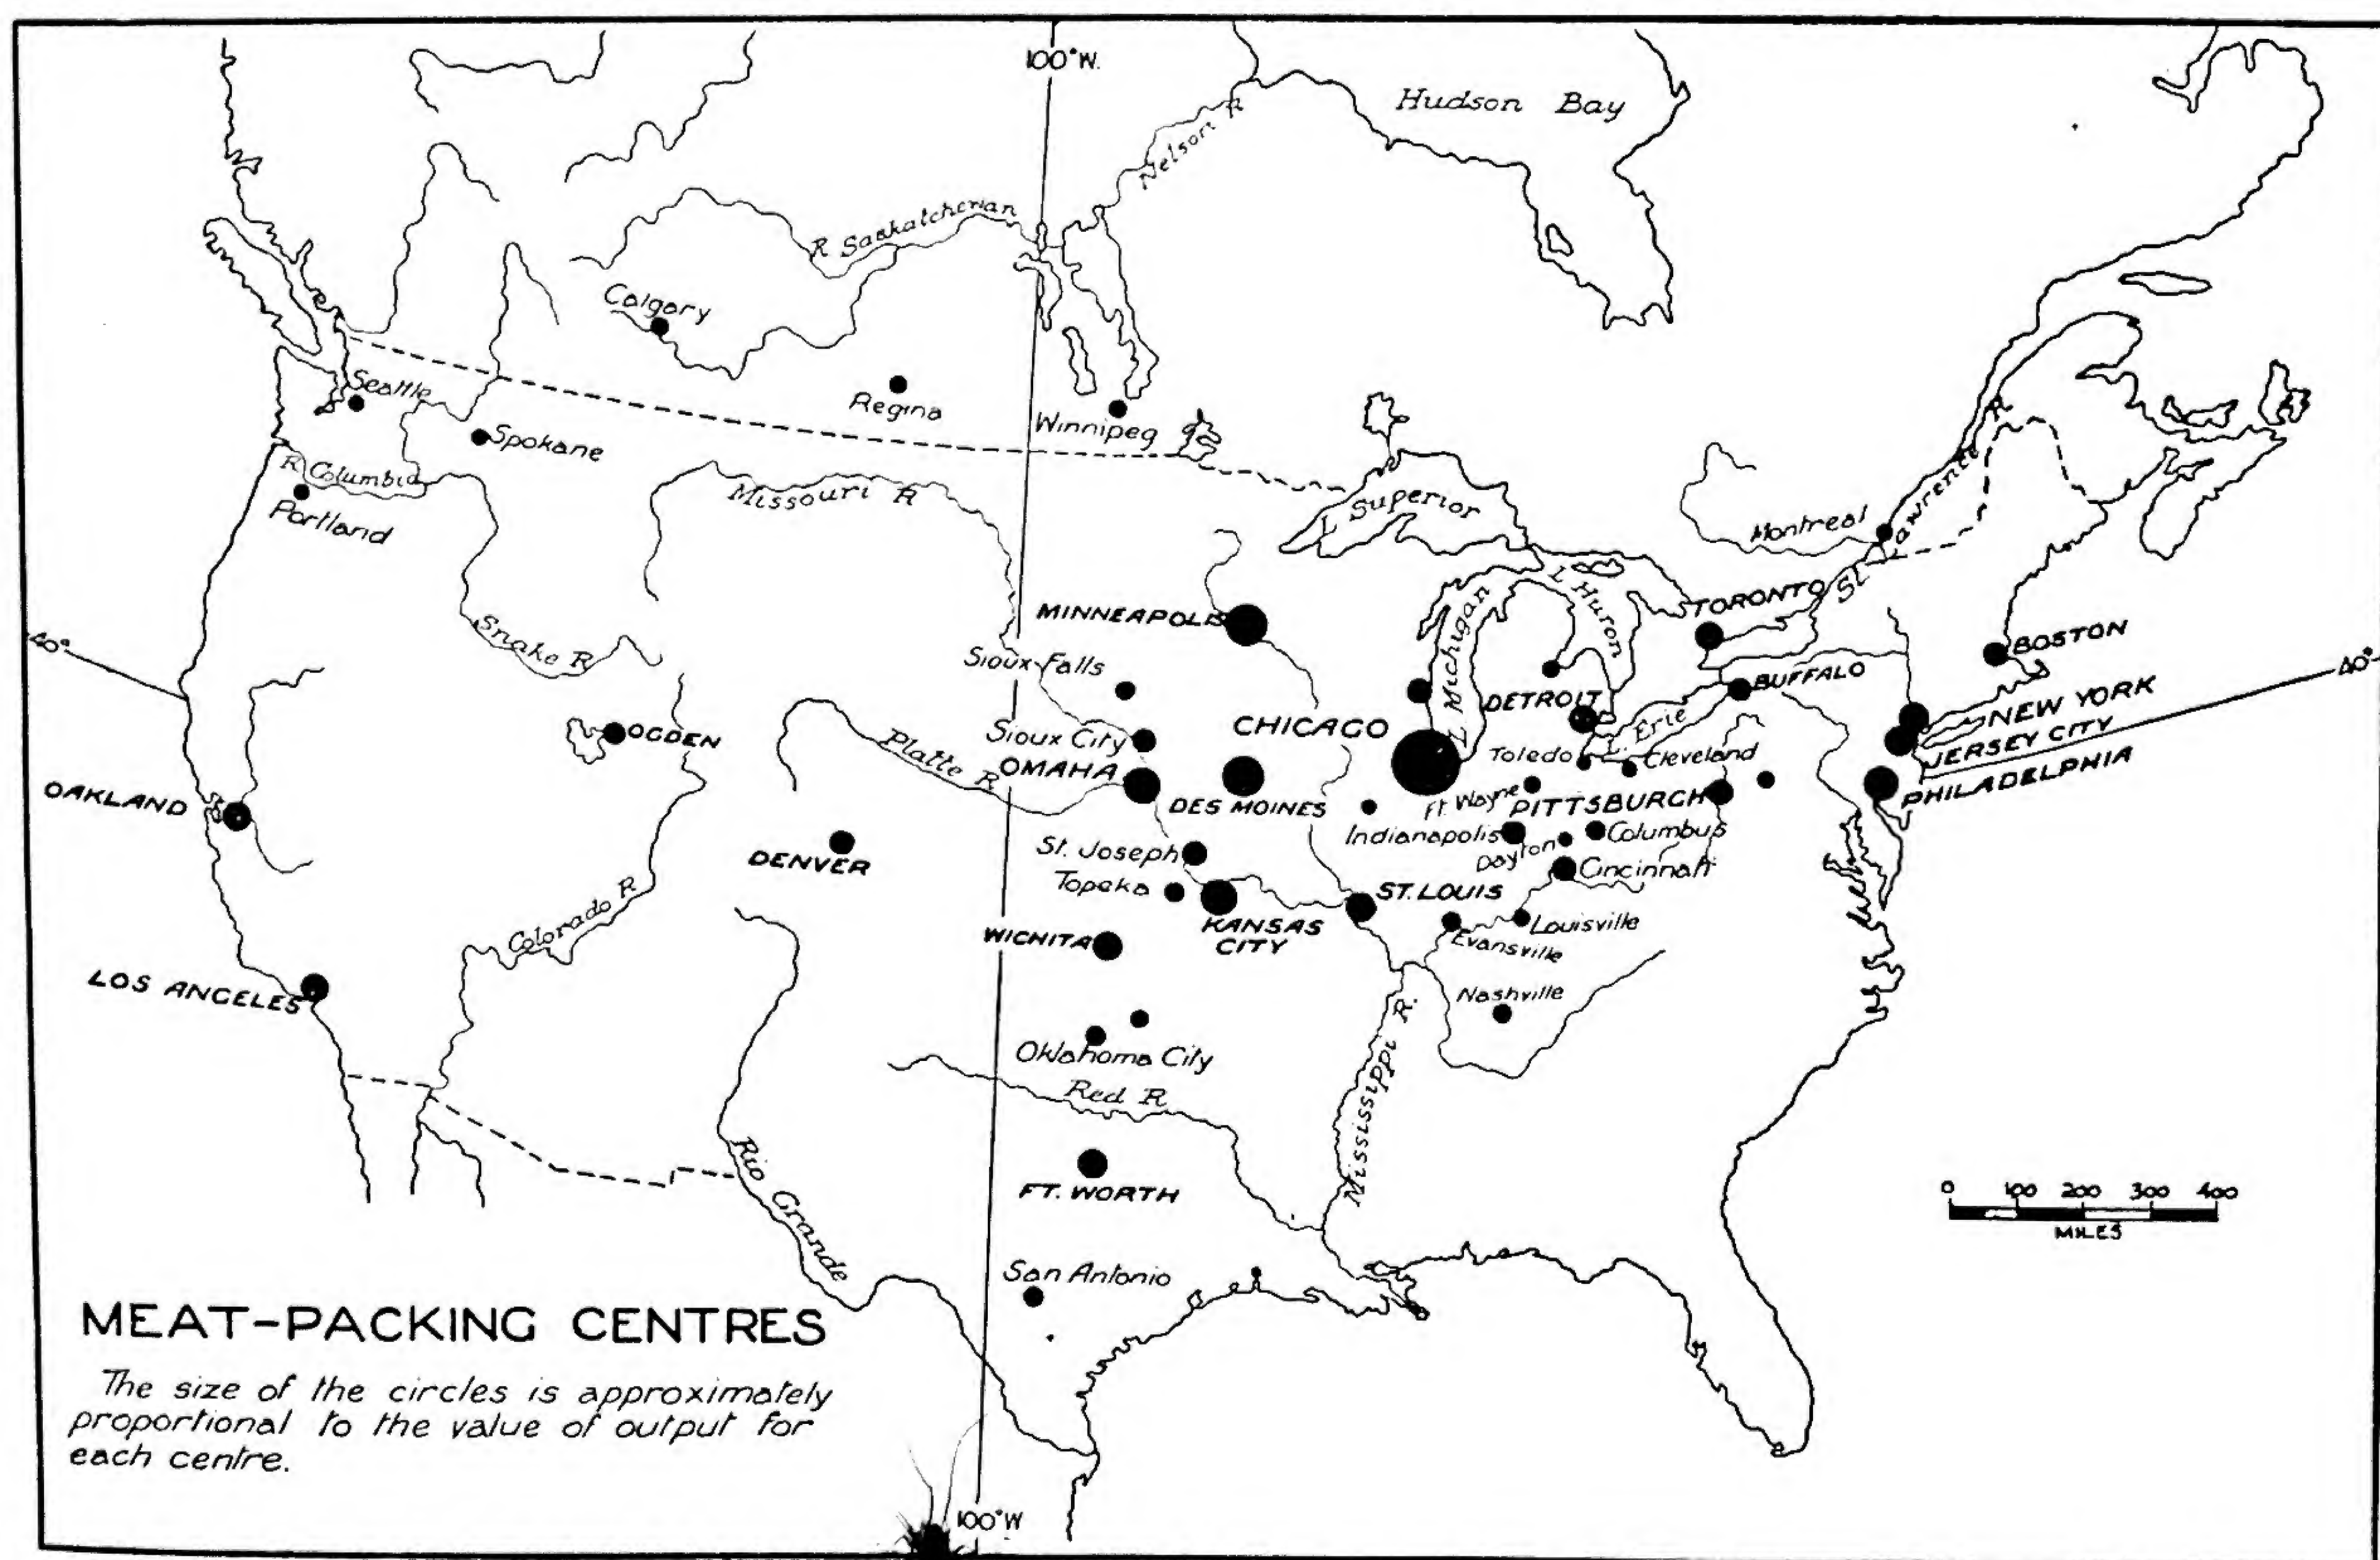 100°W.
Hudson Bay
Nelson R
R Saskatchewan
Calgary
Regina
Winnipeg
Seattle
Spokane
R Columbia
Portland
Missouri R
L Superior
Montreal
St Lawrence R
TORONTO
L Huron
L Michigan
MINNEAPOLIS
BOSTON
40°
40°
Snake R
Sioux Falls
BUFFALO
DETROIT
NEW YORK
CHICAGO
L. Erie
OGDEN
Sioux City
JERSEY CITY
Platte R
OMAHA
Toledo
Cleveland
PHILADELPHIA
OAKLAND
DES MOINES
Ft. Wayne
PITTSBURGH
Indianapolis
Dayton
Columbus
DENVER
St. Joseph
Cincinnati
Topeka
ST. LOUIS
Colorado R
KANSAS
CITY
Louisville
WICHITA
Evansville
LOS ANGELES
Nashville
Mississippi R.
Oklahoma City
Red R
Rio Grande
FT. WORTH
0 100 200 300 400
MILES
San Antonio
MEAT-PACKING CENTRES
The size of the circles is approximately
proportional to the value of output for
each centre.
100°W